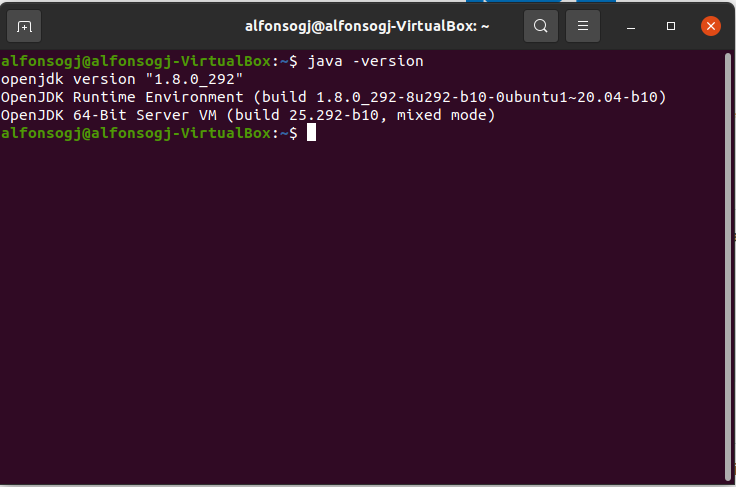 alfonsogj@alfonsogj-VirtualBox: ~
alfonsogj@alfonsogj-VirtualBox:~$ java -version
openjdk version "1.8.0_292"
OpenJDK Runtime Environment (build 1.8.0_292-8u292-b10-0ubuntu1~20.04-b10)
OpenJDK 64-Bit Server VM (build 25.292-b10, mixed mode)
alfonsogj@alfonsogj-VirtualBox:~$